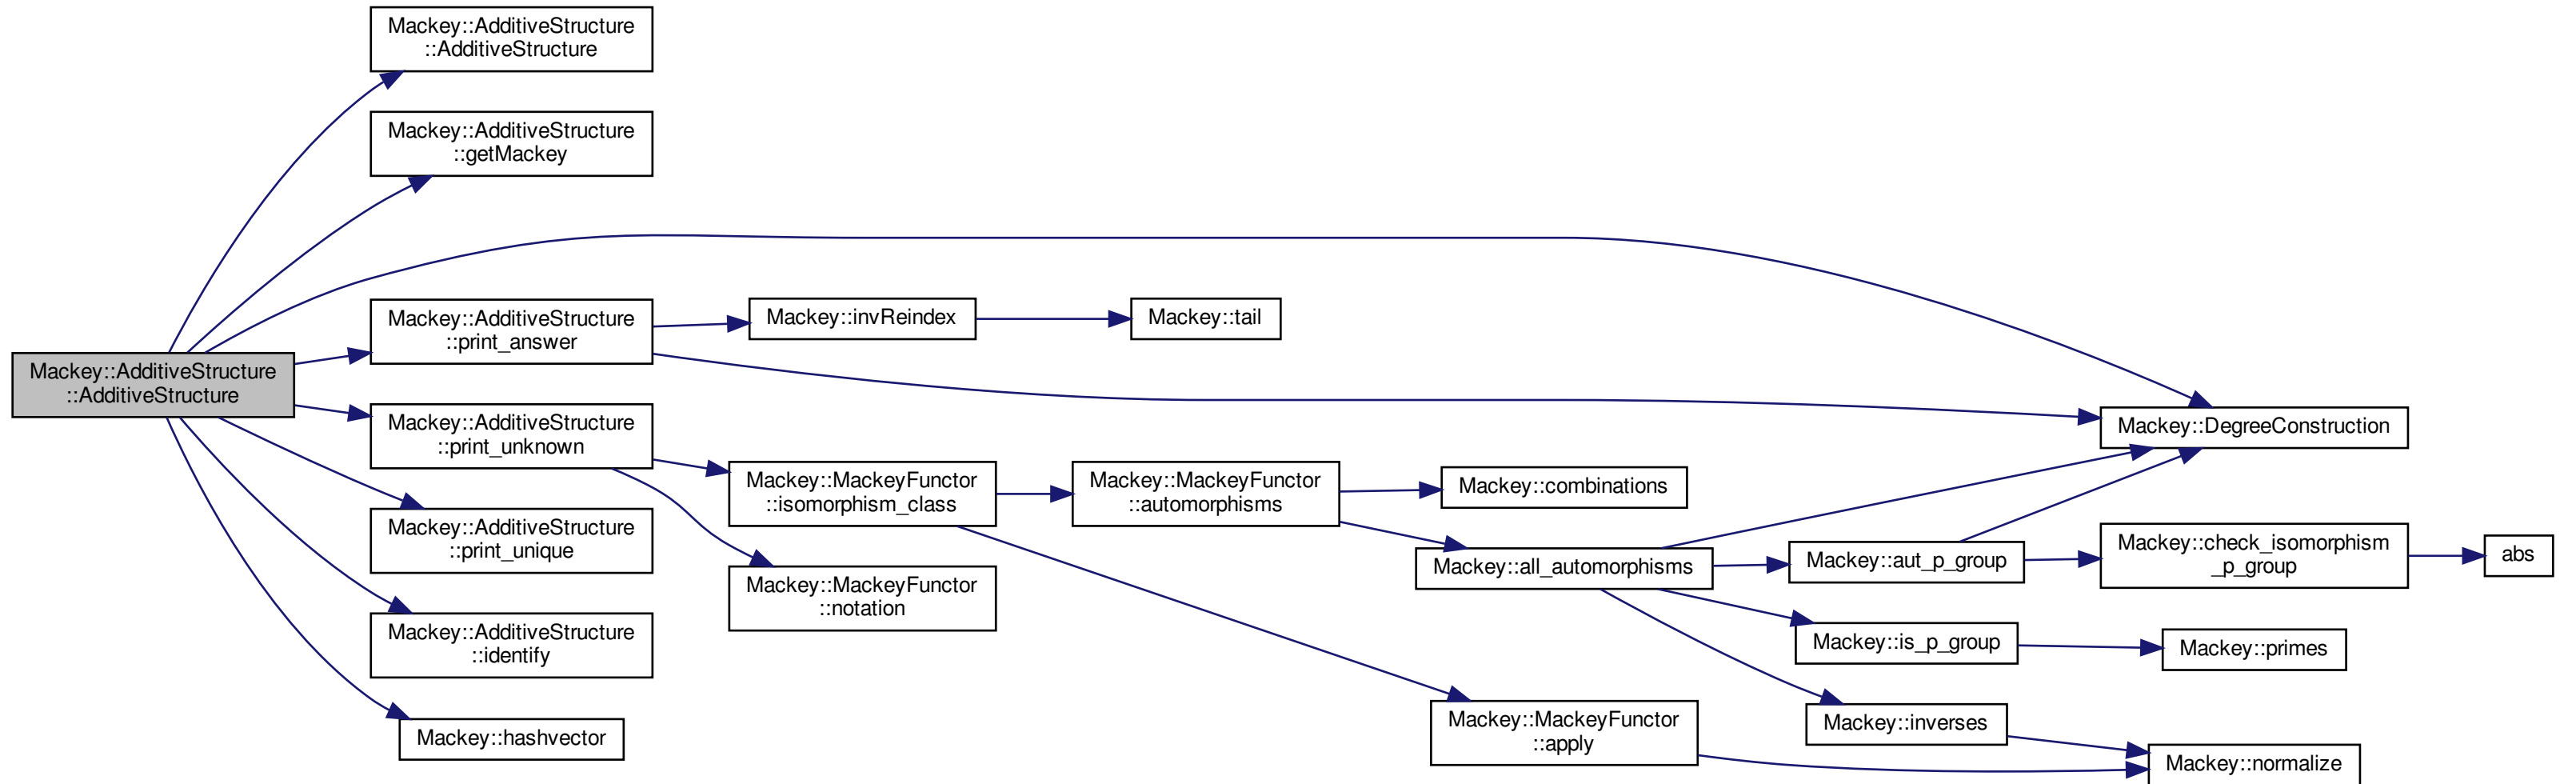 Mackey::AdditiveStructure
::AdditiveStructure
Mackey::AdditiveStructure
::AdditiveStructure
Mackey::AdditiveStructure
::getMackey
Mackey::AdditiveStructure
::print_answer
Mackey::invReindex
Mackey::tail
Mackey::DegreeConstruction
Mackey::AdditiveStructure
::print_unknown
Mackey::MackeyFunctor
::isomorphism_class
Mackey::MackeyFunctor
::automorphisms
Mackey::combinations
Mackey::all_automorphisms
Mackey::aut_p_group
Mackey::check_isomorphism
_p_group
abs
Mackey::is_p_group
Mackey::primes
Mackey::inverses
Mackey::normalize
Mackey::MackeyFunctor
::apply
Mackey::MackeyFunctor
::notation
Mackey::AdditiveStructure
::print_unique
Mackey::AdditiveStructure
::identify
Mackey::hashvector